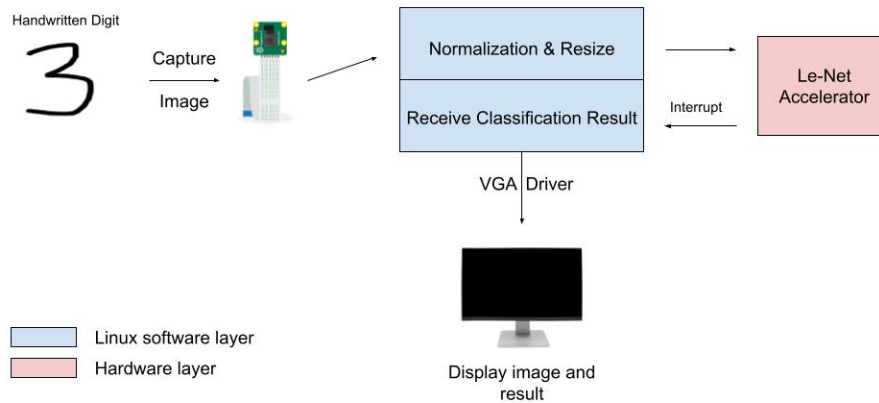 Handwritten Digit
3
Capture
Image
Normalization & Resize
Receive Classification Result
Le-Net
Accelerator
Interrupt
VGA Driver
Display image and
result
Linux software layer
Hardware layer